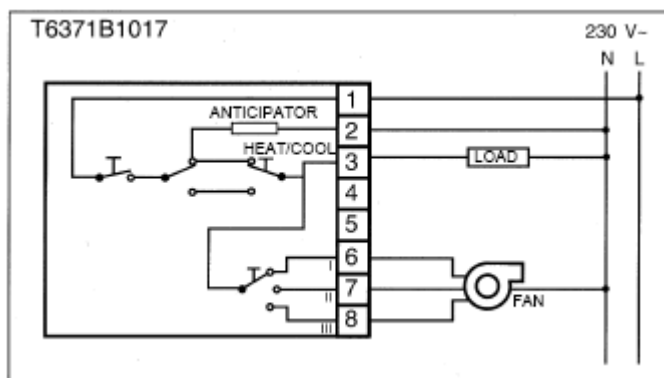 T6371B1017
230 V~
N L
1
ANTICIPATOR
2
HEAT/COOL
3
LOAD
4
5
I
6
II
7
FAN
III
8